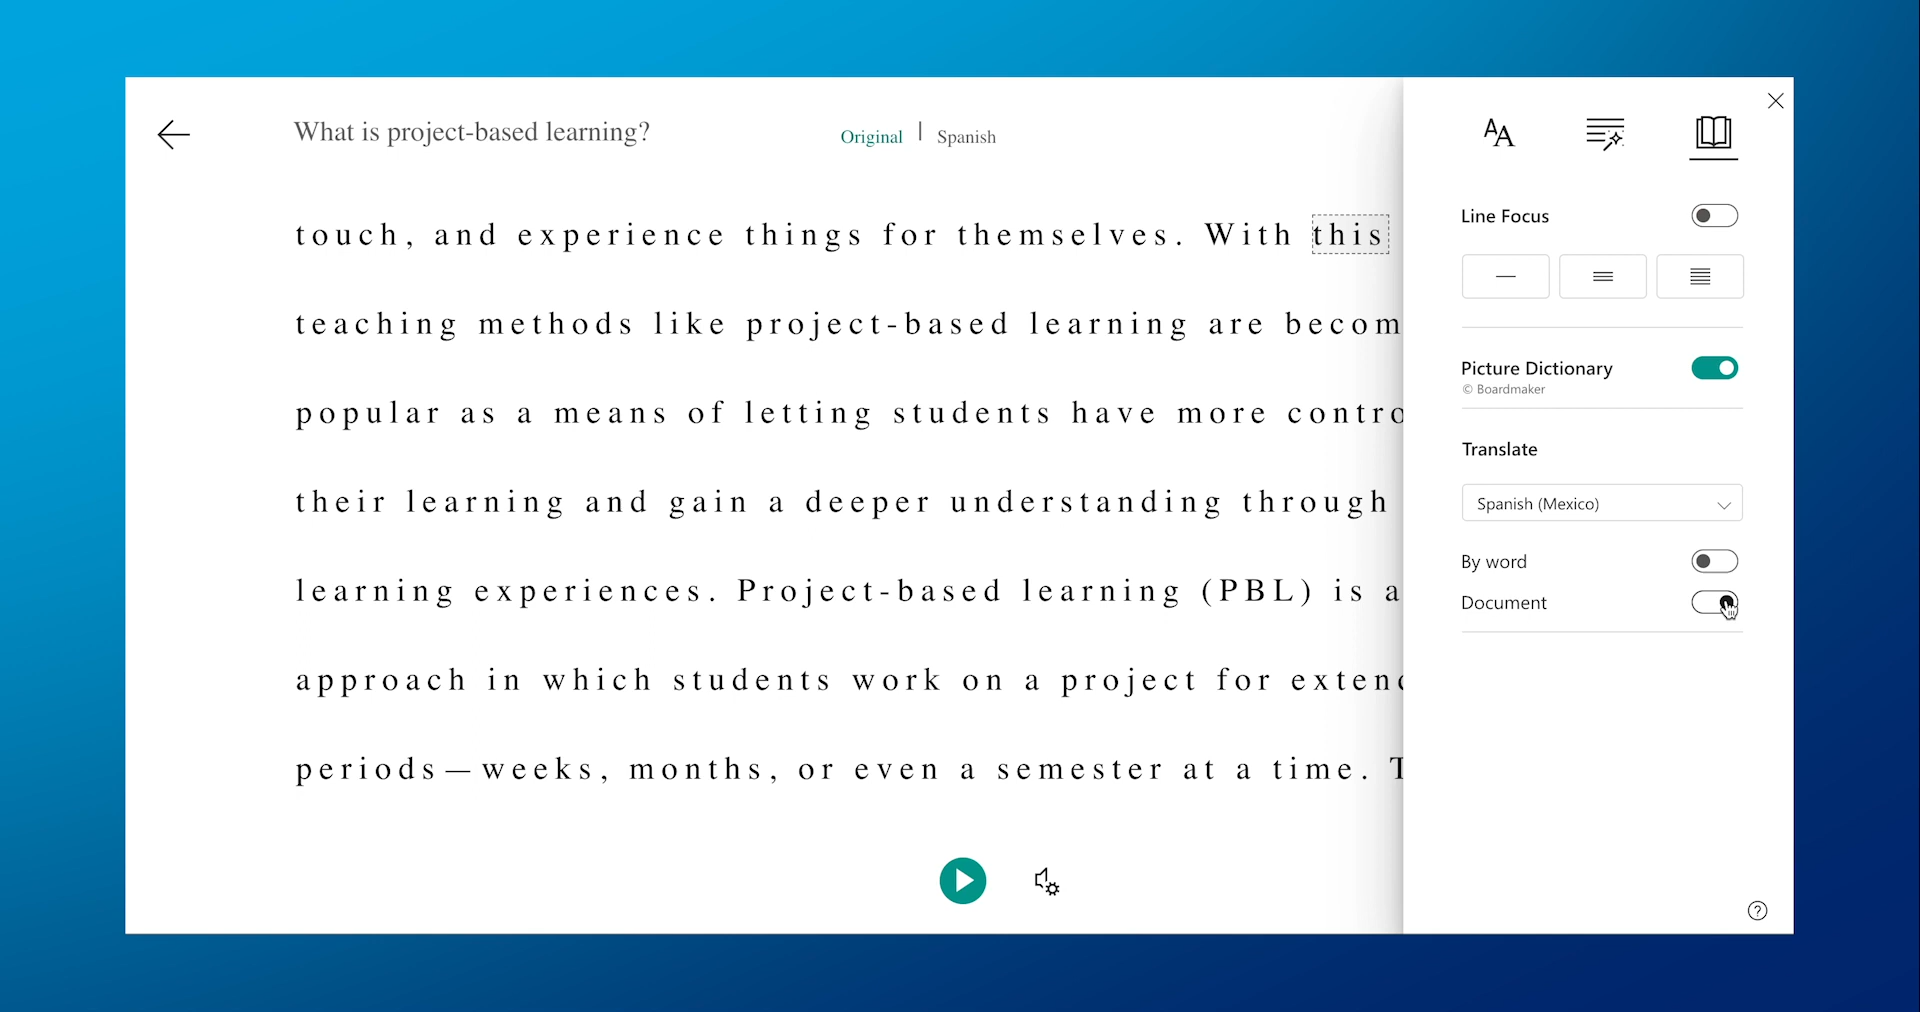 What is project-based learning?
Original | Spanish
touch, and experience things for themselves. With this
teaching methods like project-based learning are becom
popular as a means of letting students have more contro
their learning and gain a deeper understanding through
learning experiences. Project-based learning (PBL) is a
approach in which students work on a project for exten
periods—weeks, months, or even a semester at a time. T
AA
Line Focus
Picture Dictionary
© Boardmaker
Translate
Spanish (Mexico)
By word
Document
?